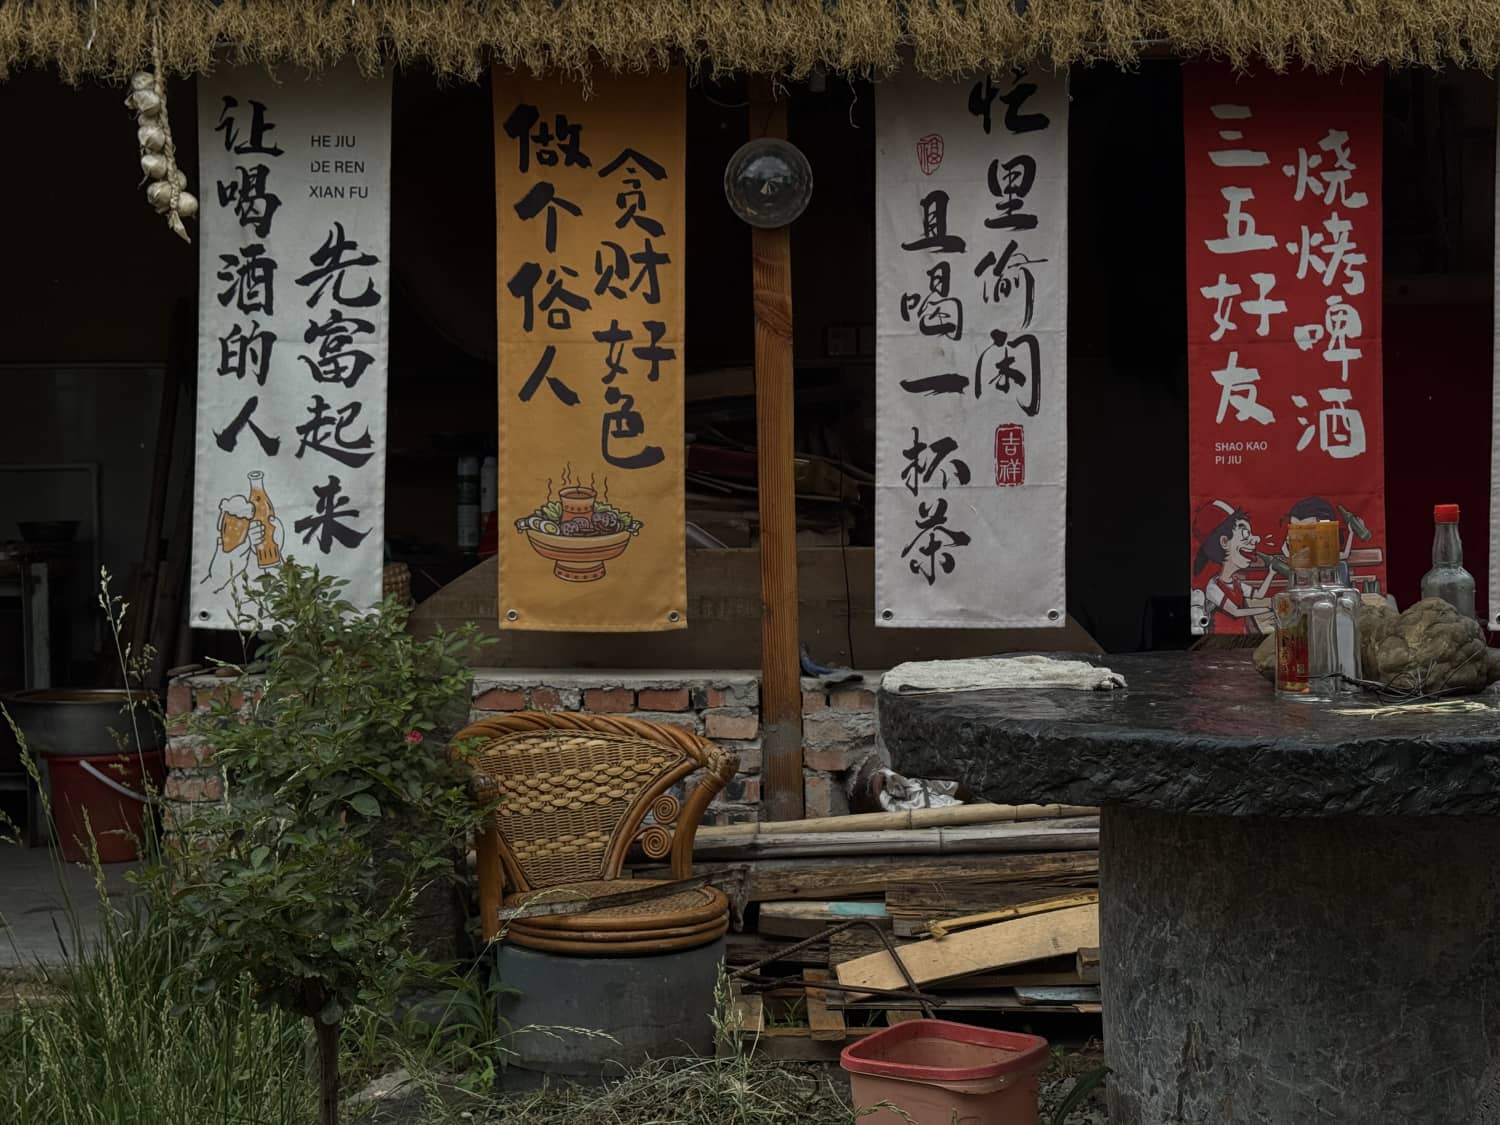 让喝酒的人
HE JIU
DE REN
XIAN FU
先富起来
做个俗人
贪财好色
忙里偷闲
吉祥
福
且喝一杯茶
三五好友
SHAO KAO
PI JIU
烧烤啤酒